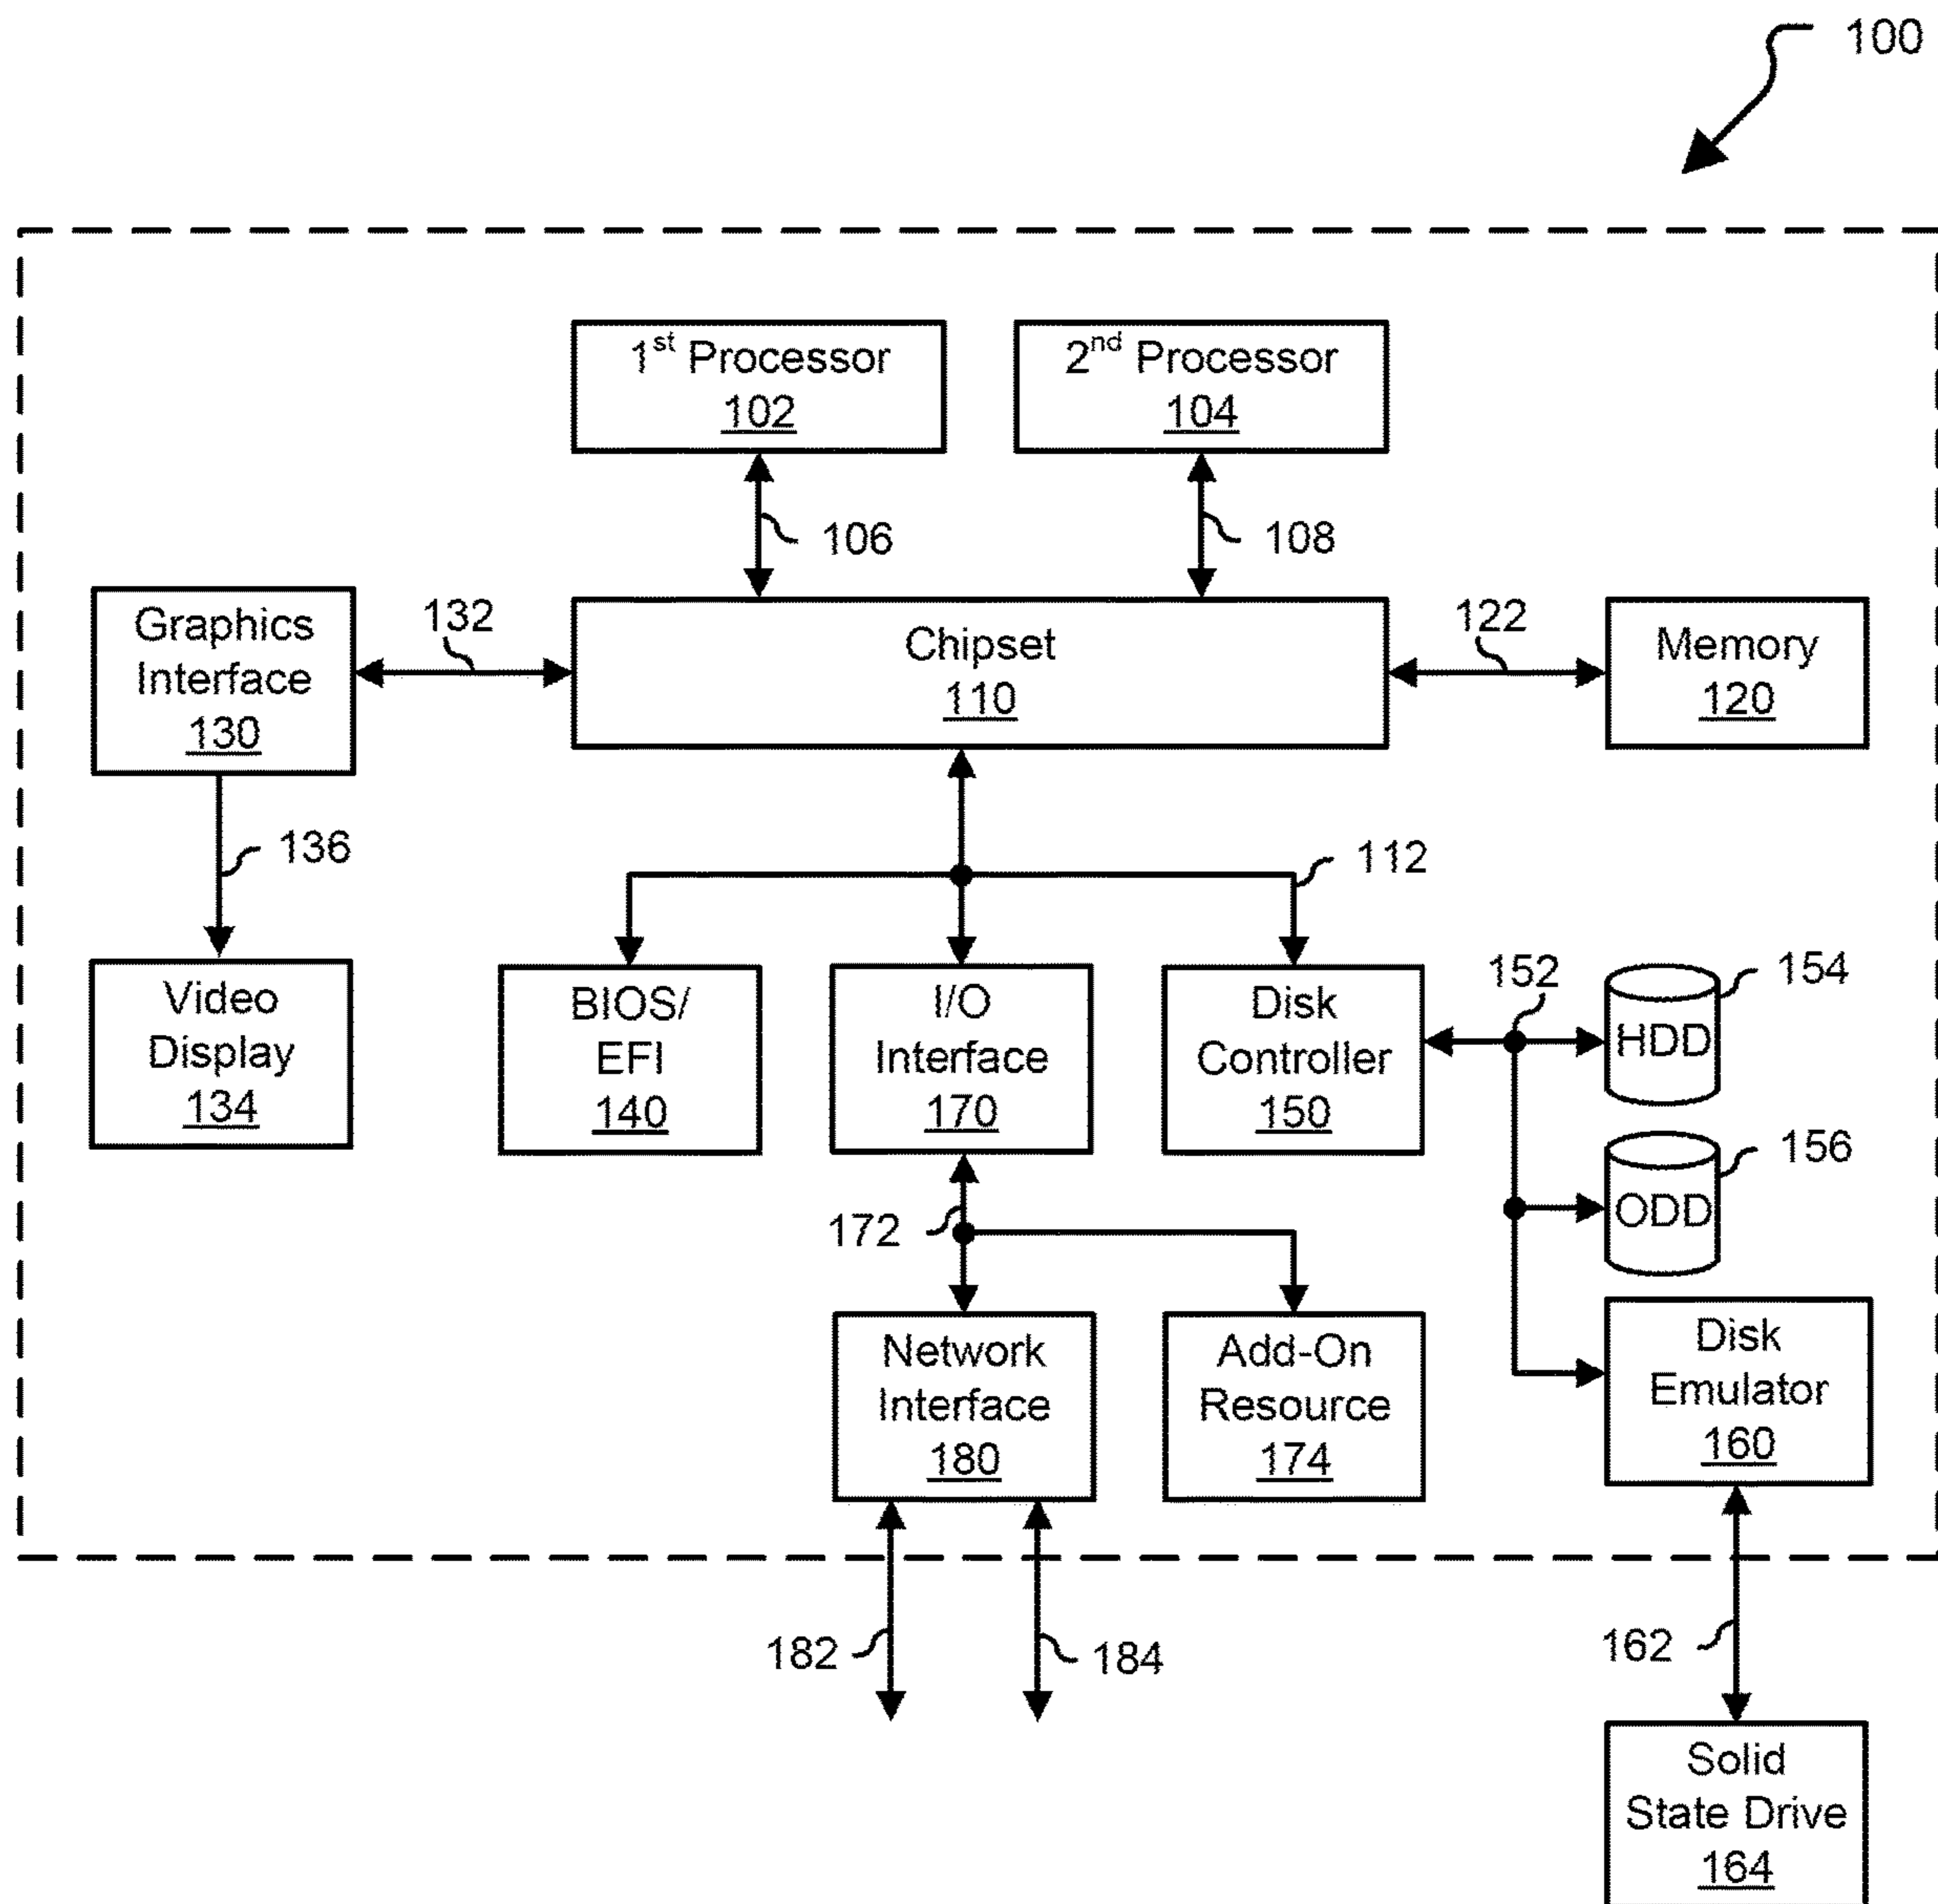 100
1st Processor
102
2nd Processor
104
106
108
Graphics
Interface
130
132
Chipset
110
122
Memory
120
136
112
Video
Display
134
BIOS/
EFI
140
I/O
Interface
170
Disk
Controller
150
152
154
HDD
156
ODD
172
Network
Interface
180
Add-On
Resource
174
Disk
Emulator
160
182
184
162
Solid
State Drive
164